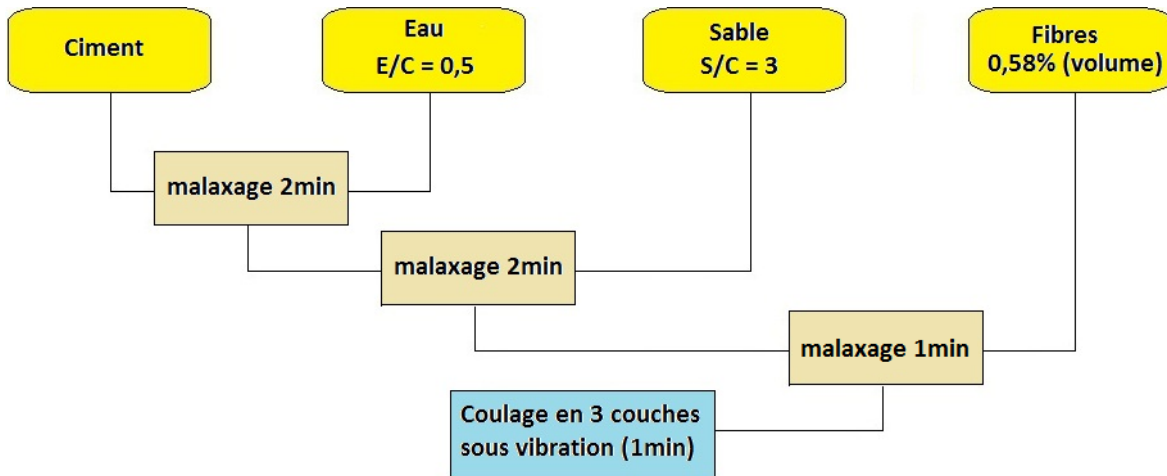 Ciment
Eau
E/C = 0,5
Sable
S/C = 3
Fibres
0,58% (volume)
malaxage 2min
malaxage 2min
malaxage 1min
Coulage en 3 couches
sous vibration (1min)